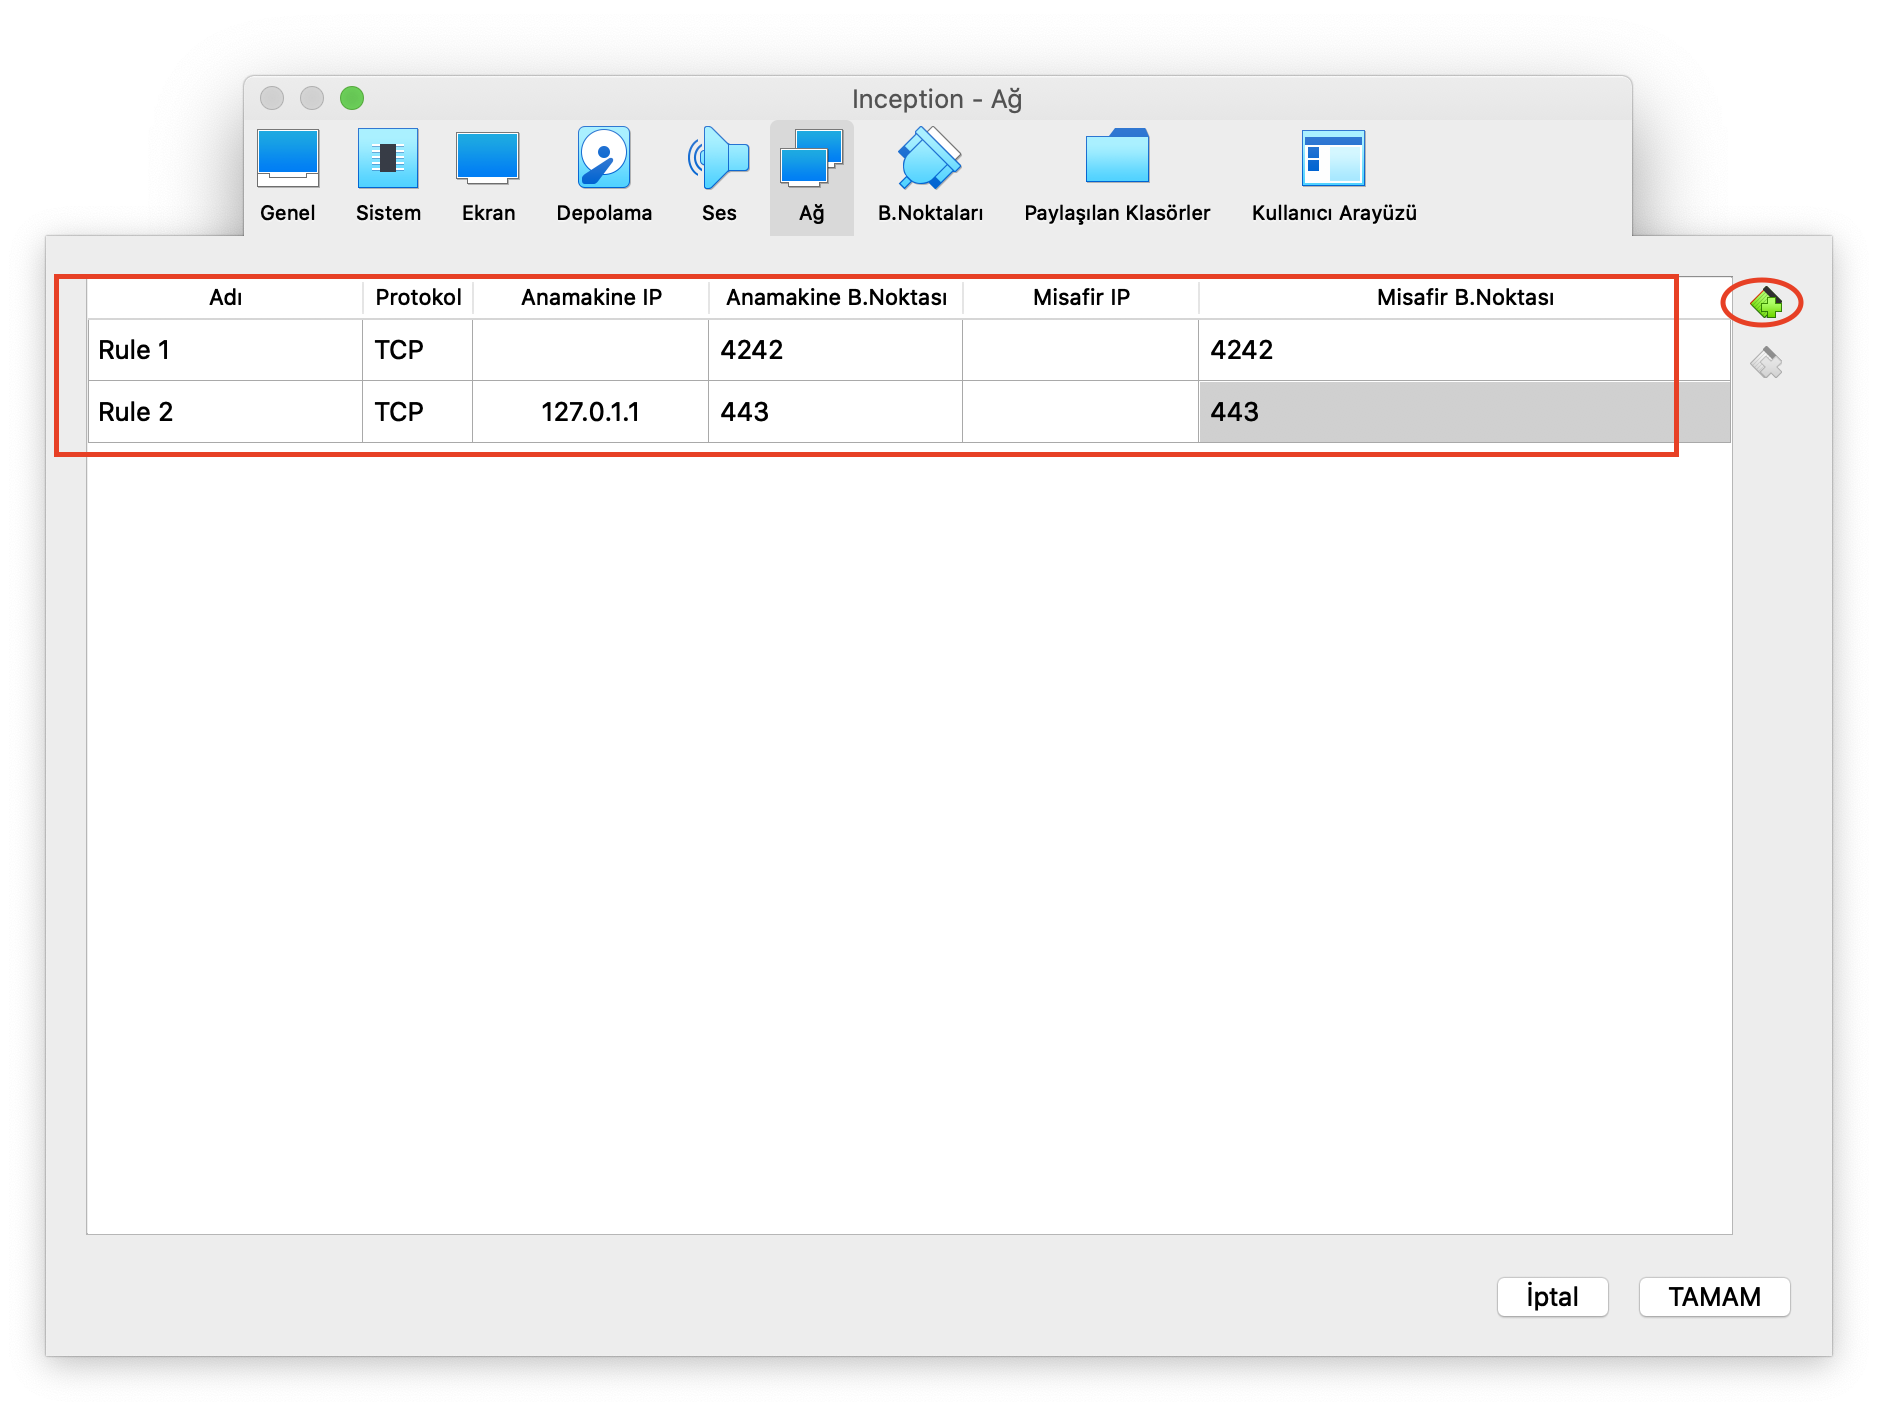 Inception - Ağ
Genel Sistem Ekran Depolama Ses Ağ B.Noktaları Paylaşılan Klasörler Kullanıcı Arayüzü
Adı Protokol Anamakine IP Anamakine B.Noktası Misafir IP Misafir B.Noktası
Rule 1 TCP 4242 4242
Rule 2 TCP 127.0.1.1 443 443
İptal TAMAM